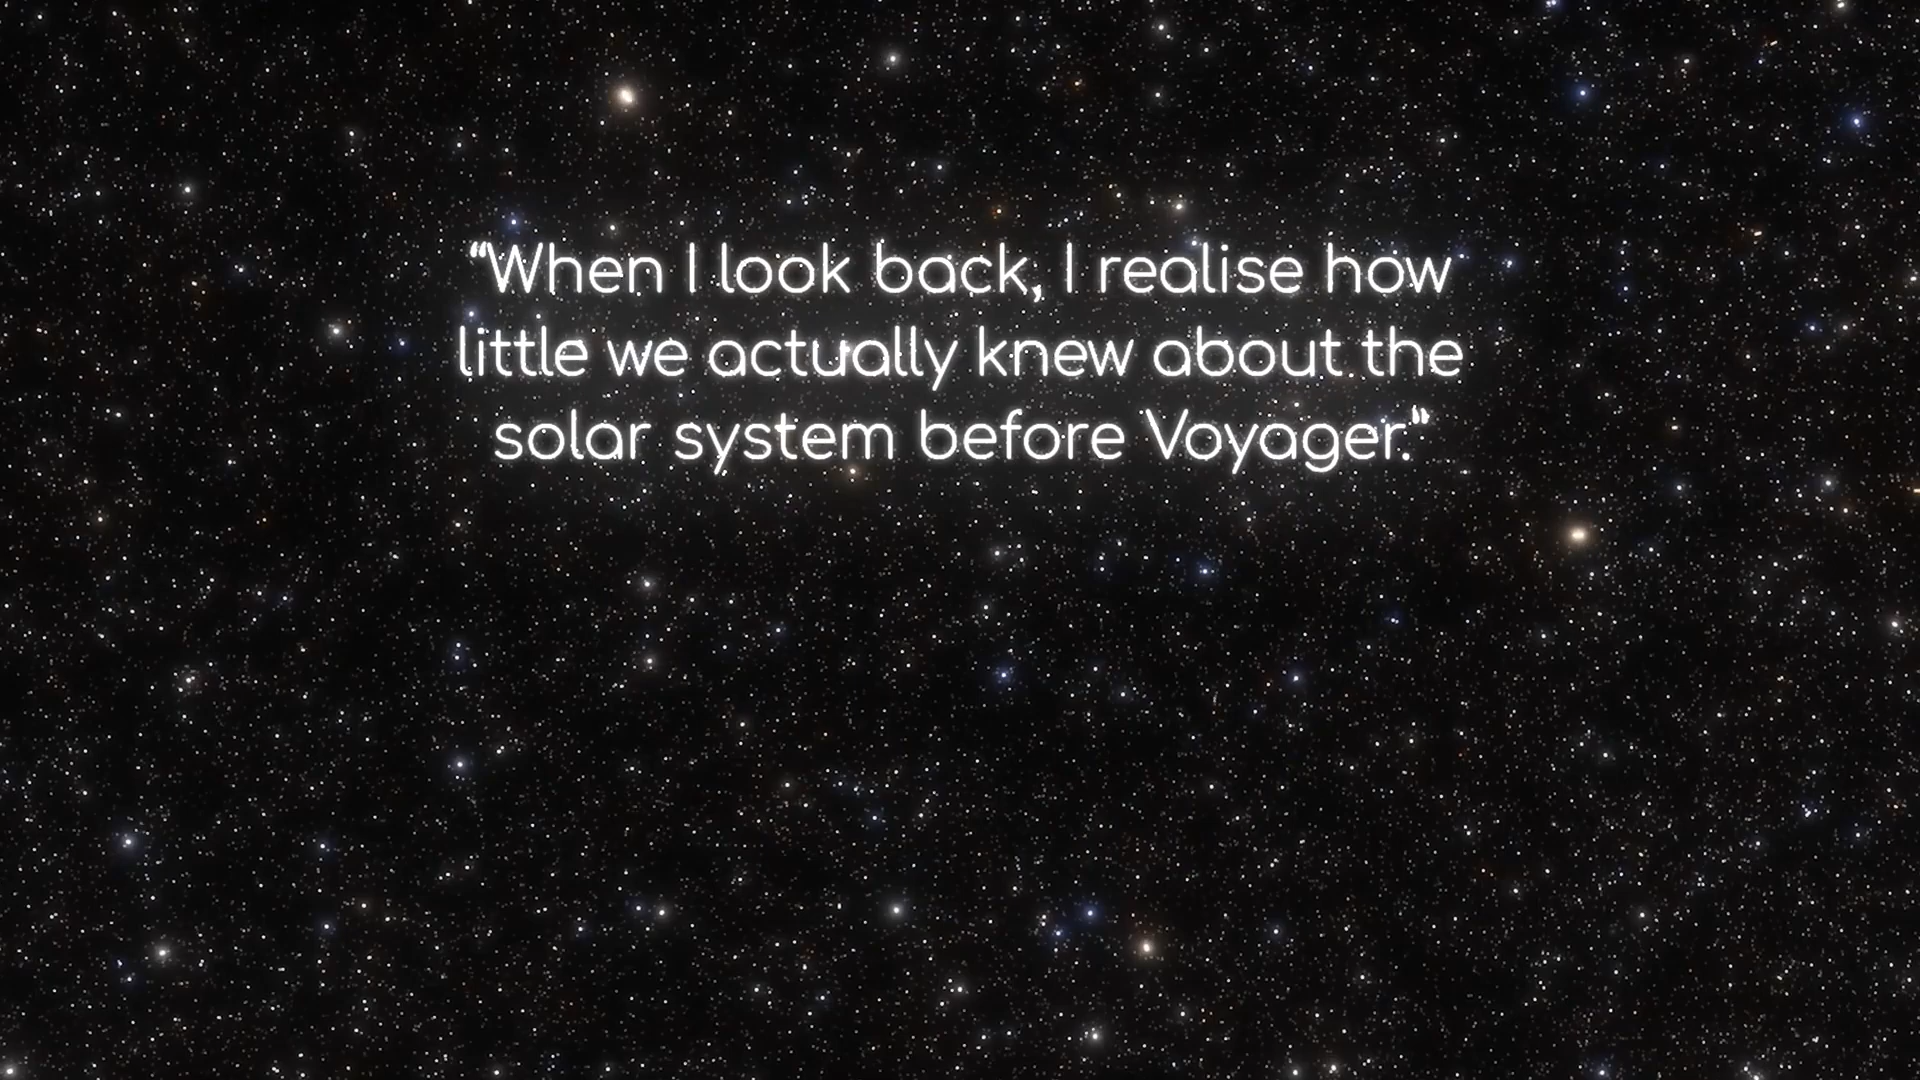 “When I look back, I realise how
little we actually knew about the
solar system before Voyager.”